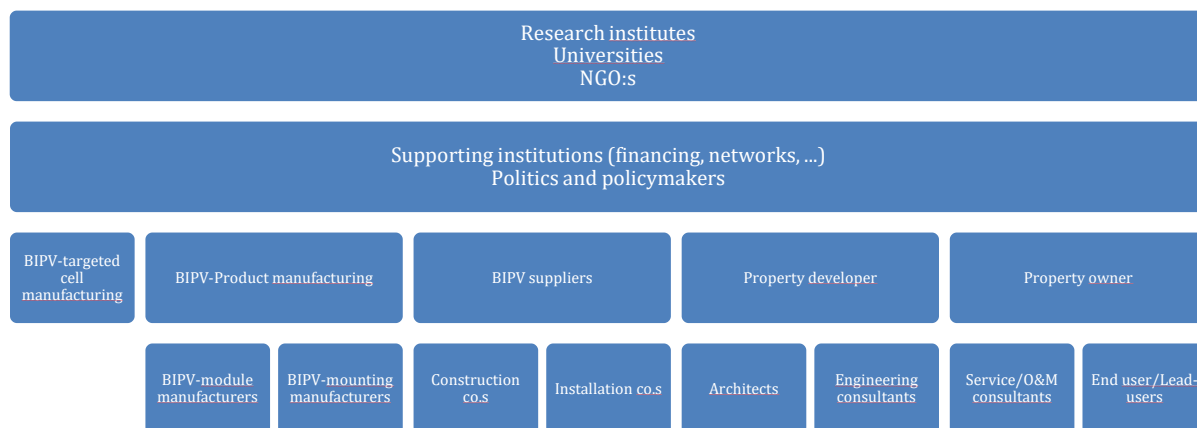 Research institutes
Universities
NGO:s
Supporting institutions (financing, networks, ...)
Politics and policymakers
BIPV-targeted
cell
manufacturing
BIPV-Product manufacturing
BIPV suppliers
Property developer
Property owner
BIPV-module
manufacturers
BIPV-mounting
manufacturers
Construction
co.s
Installation co.s
Architects
Engineering
consultants
Service/O&M
consultants
End user/Lead-
users